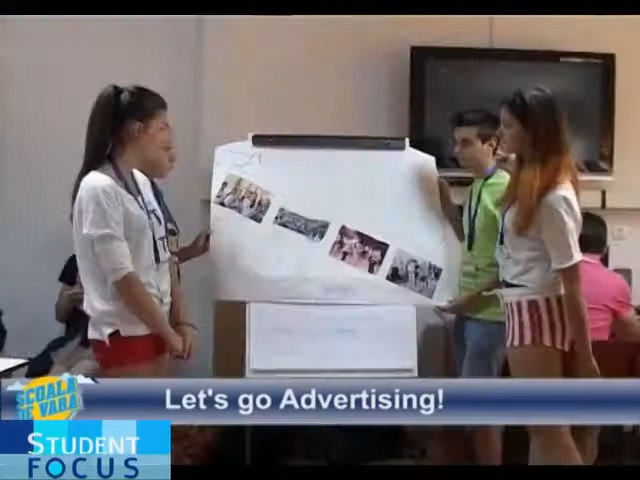 Let's go Advertising!
SCOALA
DE VARA
STUDENT
FOCUS